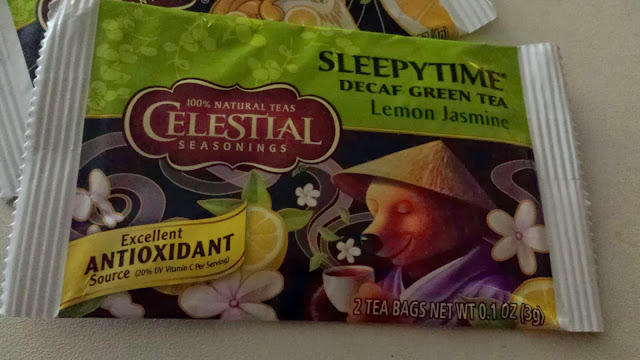 SLEEPYTIME®
DECAF GREEN TEA
Lemon Jasmine
100% NATURAL TEAS
CELESTIAL
SEASONINGS
Excellent
ANTIOXIDANT
Source (20% DV Vitamin C Per Serving)
2 TEA BAGS NET WT 0.1 OZ (3g)